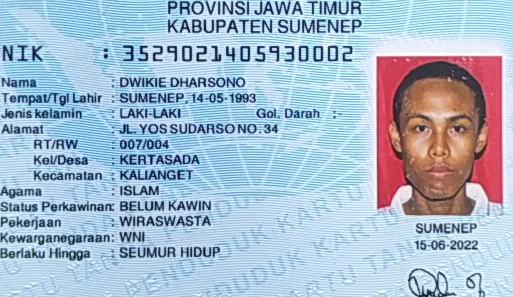 PROVINSI JAWA TIMUR
KABUPATEN SUMENEP
NIK : 3529021405930002
Nama : DWIKIE DHARSONO
Tempat/Tgl Lahir : SUMENEP, 14-05-1993
Jenis kelamin : LAKI-LAKI Gol. Darah :-
Alamat : JL. YOS SUDARSO NO. 34
RT/RW : 007/004
Kel/Desa : KERTASADA
Kecamatan : KALIANGET
Agama : ISLAM
Status Perkawinan: BELUM KAWIN
Pekerjaan : WIRASWASTA
Kewarganegaraan: WNI
Berlaku Hingga : SEUMUR HIDUP
SUMENEP
15-06-2022